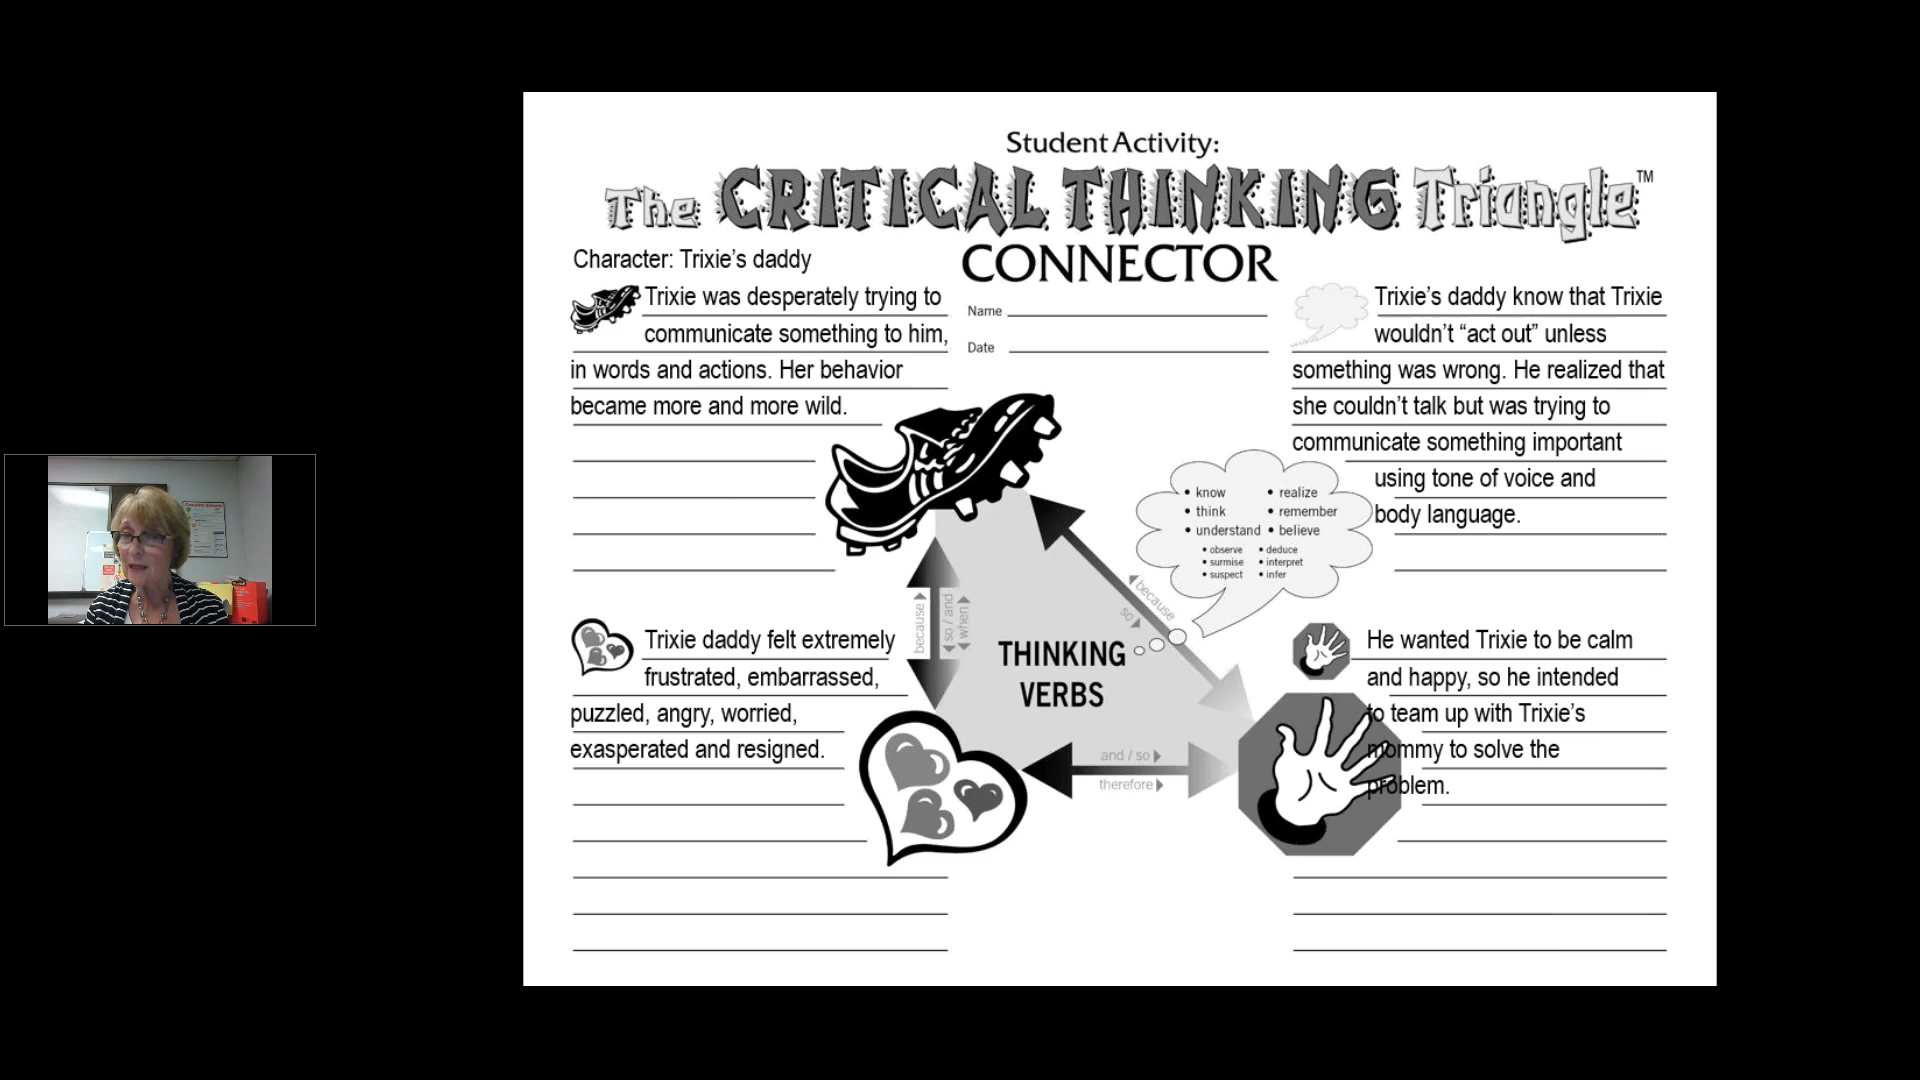 Student Activity:
The CRITICAL THINKING Triangle™
CONNECTOR
Character: Trixie’s daddy
Name
Date
Trixie was desperately trying to
communicate something to him,
in words and actions. Her behavior
became more and more wild.
Trixie’s daddy know that Trixie
wouldn’t “act out” unless
something was wrong. He realized that
she couldn’t talk but was trying to
communicate something important
using tone of voice and
body language.
• know • realize
• think • remember
• understand • believe
• observe • deduce
• surmise • interpret
• suspect • infer
because
so / and
when
because
so
THINKING
VERBS
Trixie daddy felt extremely
frustrated, embarrassed,
puzzled, angry, worried,
exasperated and resigned.
and / so
therefore
He wanted Trixie to be calm
and happy, so he intended
to team up with Trixie’s
mommy to solve the
problem.